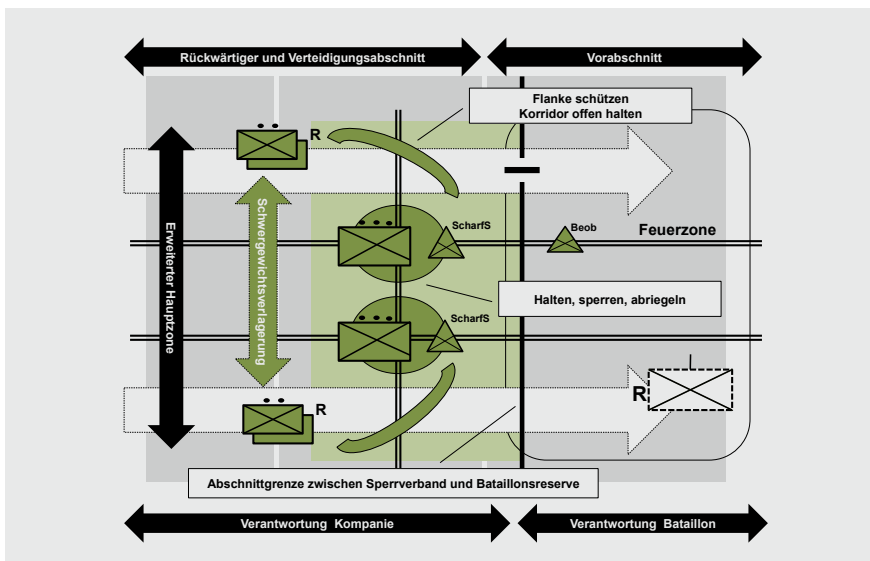 Rückwärtiger und Verteidigungsabschnitt
Vorabschnitt
Flanke schützen
Korridor offen halten
R
Erweiterter Hauptzone
Schwergewichtsverlagerung
ScharfS
Beob
Feuerzone
Halten, sperren, abriegeln
ScharfS
R
R
Abschnittgrenze zwischen Sperrverband und Bataillonsreserve
Verantwortung Kompanie
Verantwortung Bataillon